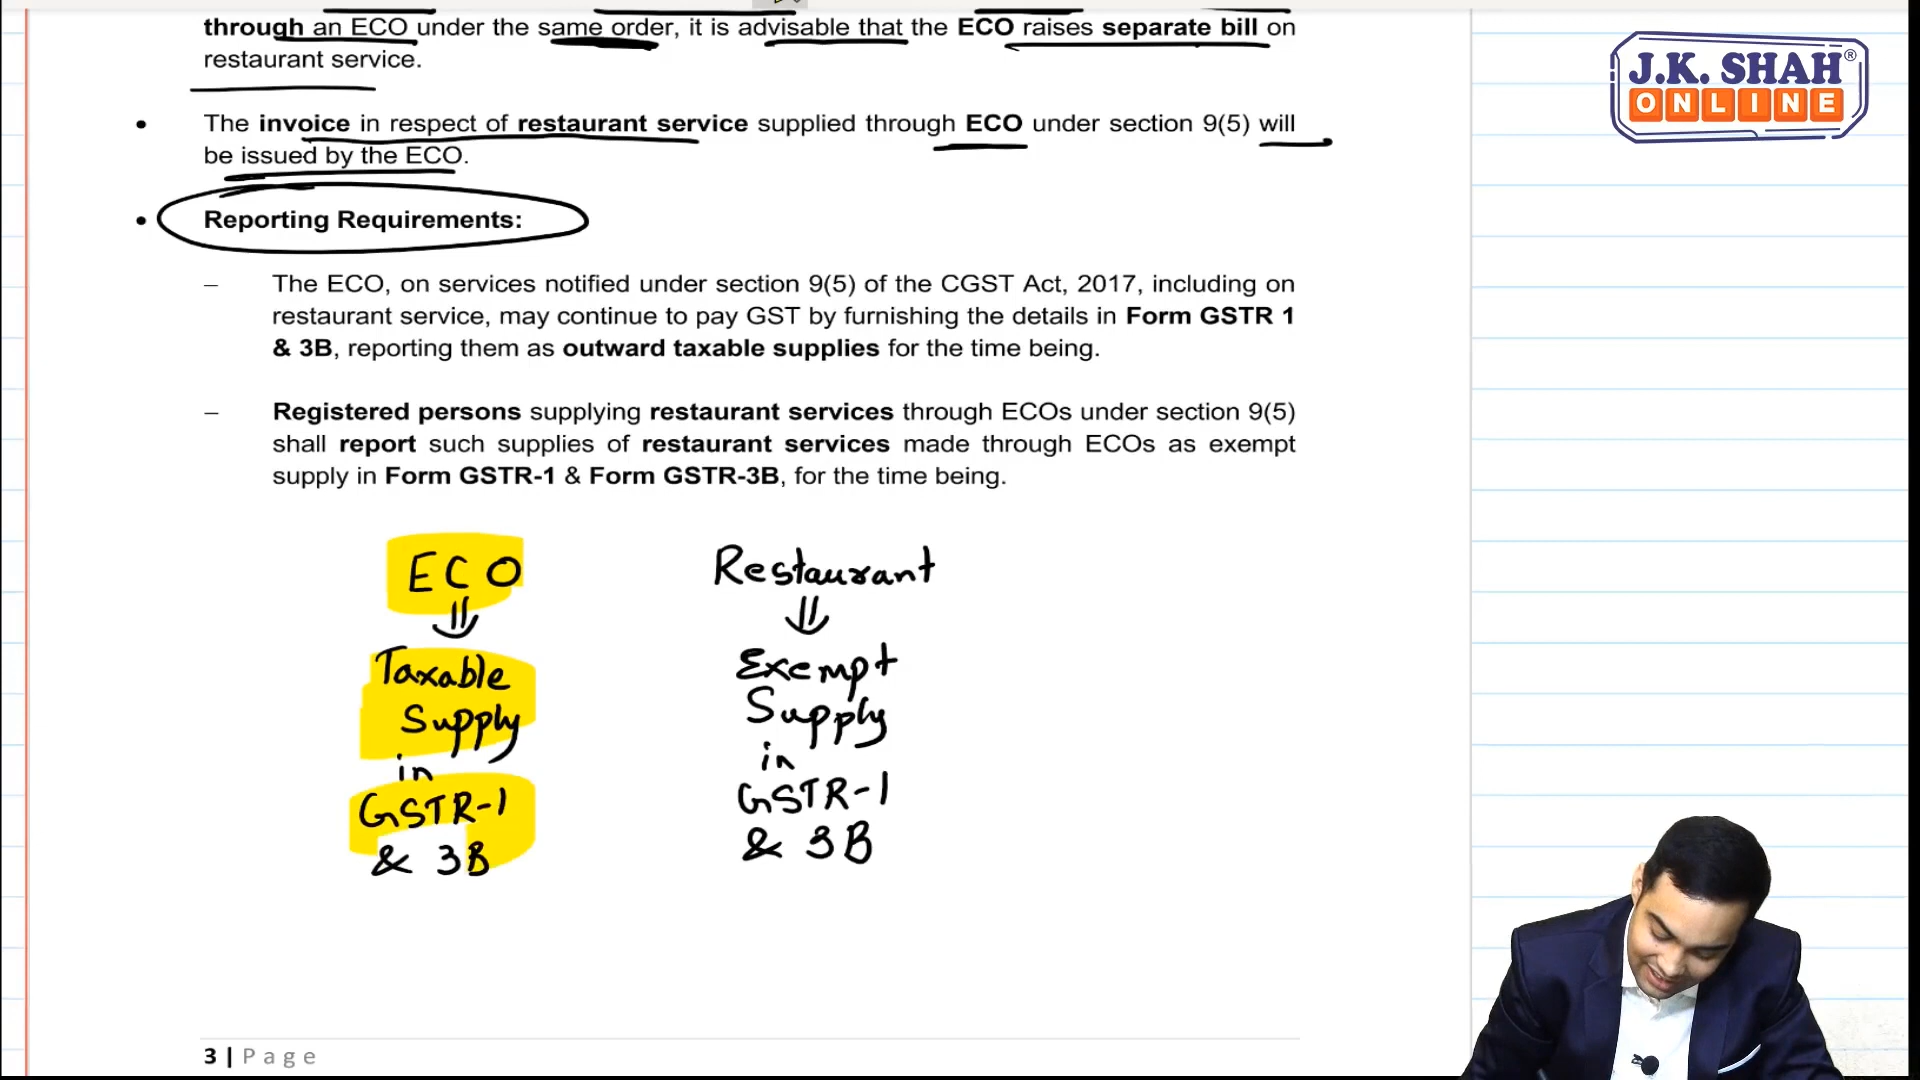 through an ECO under the same order, it is advisable that the ECO raises separate bill on
restaurant service.
J.K. SHAH®
ONLINE
• The invoice in respect of restaurant service supplied through ECO under section 9(5) will
be issued by the ECO.
• Reporting Requirements:
– The ECO, on services notified under section 9(5) of the CGST Act, 2017, including on
restaurant service, may continue to pay GST by furnishing the details in Form GSTR 1
& 3B, reporting them as outward taxable supplies for the time being.
– Registered persons supplying restaurant services through ECOs under section 9(5)
shall report such supplies of restaurant services made through ECOs as exempt
supply in Form GSTR-1 & Form GSTR-3B, for the time being.
ECO
⇓
Taxable
Supply
in
GSTR-1
& 3B
Restaurant
⇓
Exempt
Supply
in
GSTR-1
& 3B
3 | Page